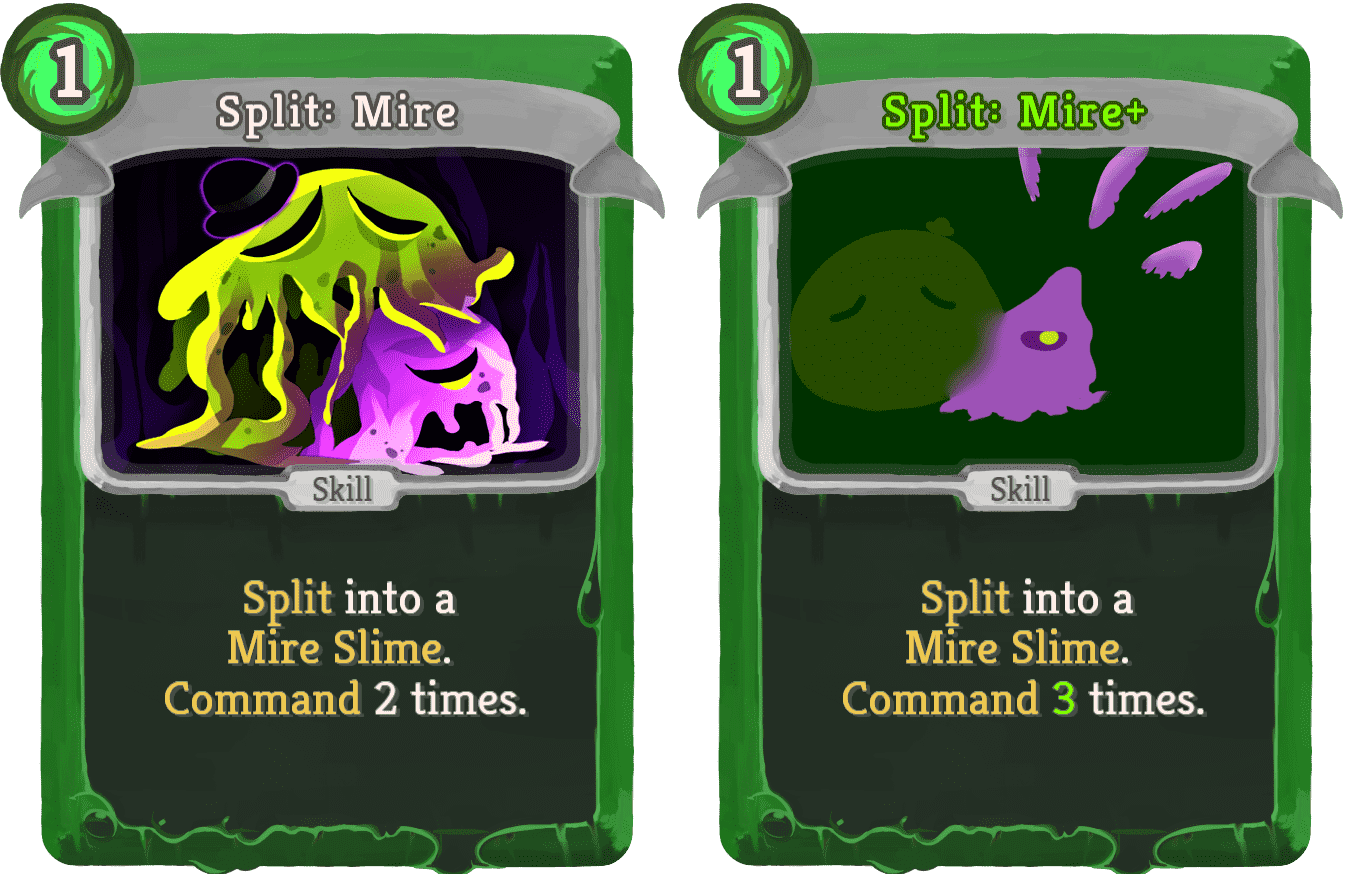 1
Split: Mire
Skill
Split into a
Mire Slime.
Command 2 times.
1
Split: Mire+
Skill
Split into a
Mire Slime.
Command 3 times.